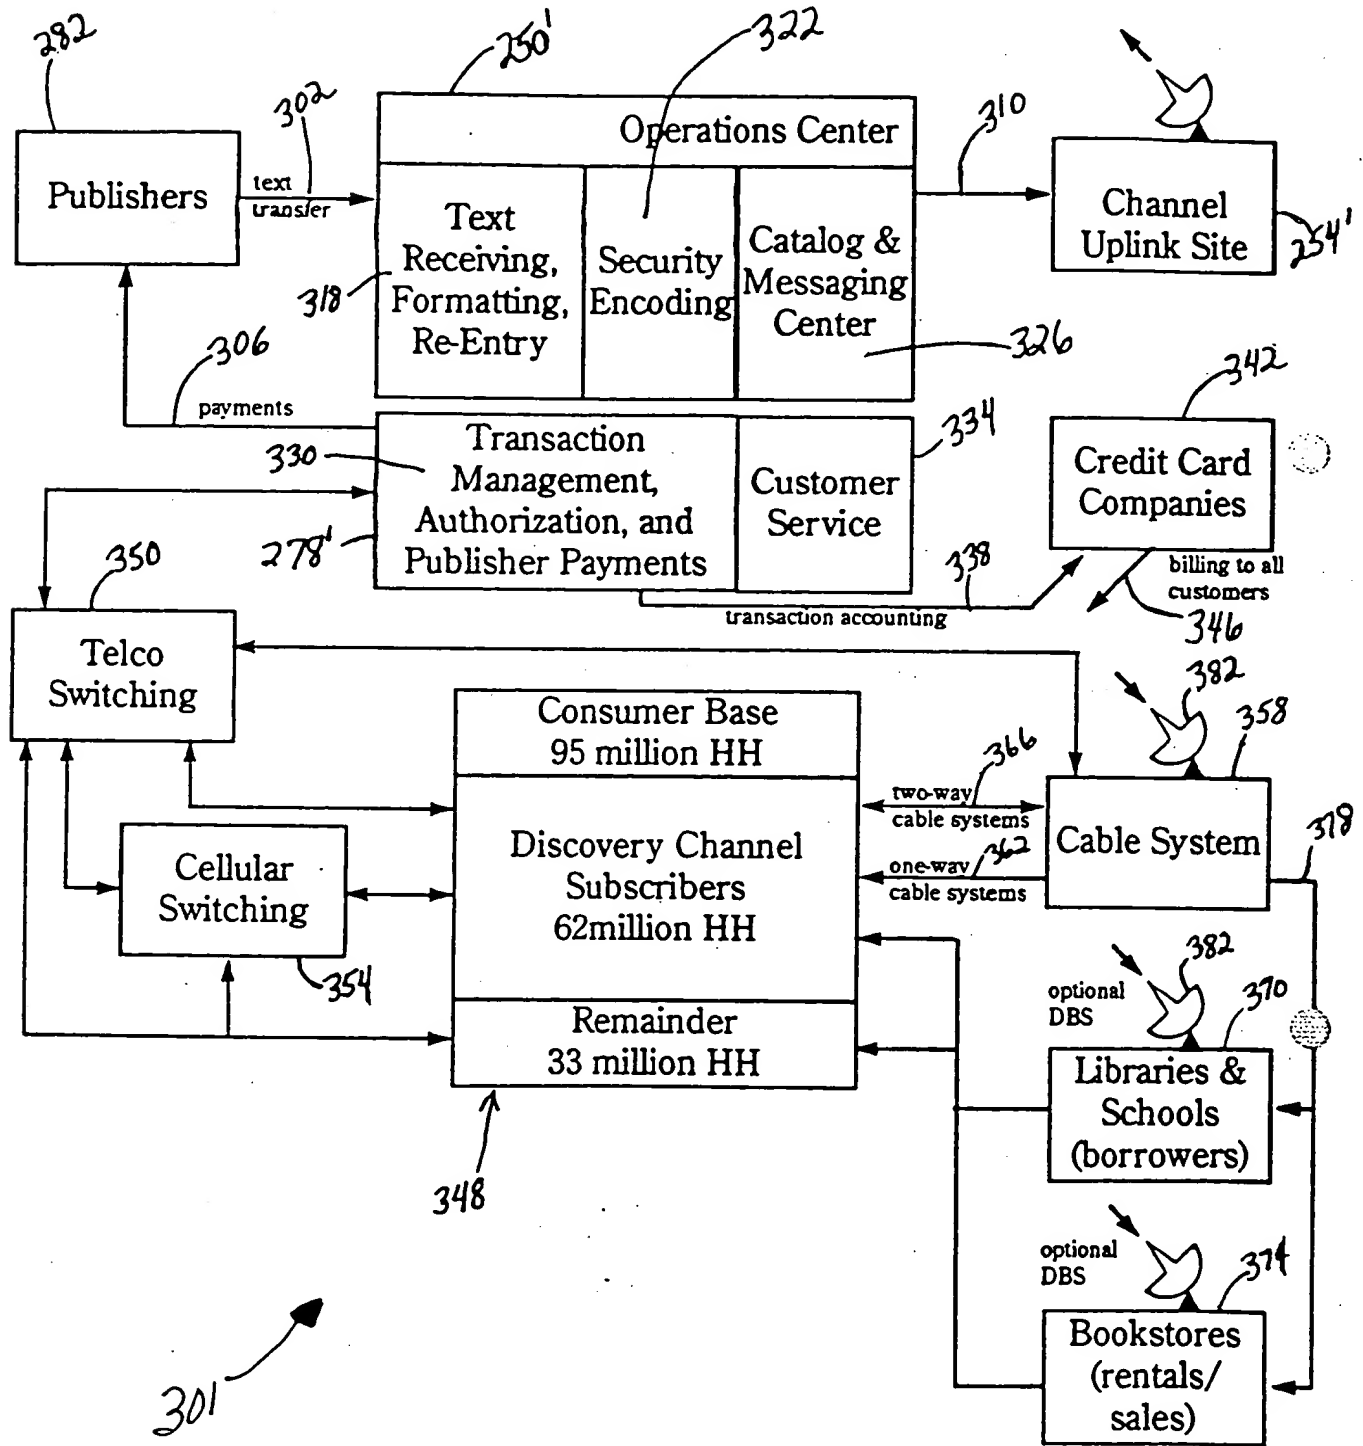 282
302
250'
322
310
Operations Center
Publishers
text
transfer
Text
Receiving,
Formatting,
Re-Entry
318
Security
Encoding
Catalog &
Messaging
Center
326
Channel
Uplink Site
254'
306
payments
330
278'
Transaction
Management,
Authorization, and
Publisher Payments
Customer
Service
334
342
Credit Card
Companies
338
transaction accounting
billing to all
customers
346
350
Telco
Switching
Cellular
Switching
354
Consumer Base
95 million HH
Discovery Channel
Subscribers
62million HH
Remainder
33 million HH
348
366
two-way
cable systems
362
one-way
cable systems
382
358
Cable System
378
optional
DBS
382
370
Libraries &
Schools
(borrowers)
optional
DBS
374
Bookstores
(rentals/
sales)
301